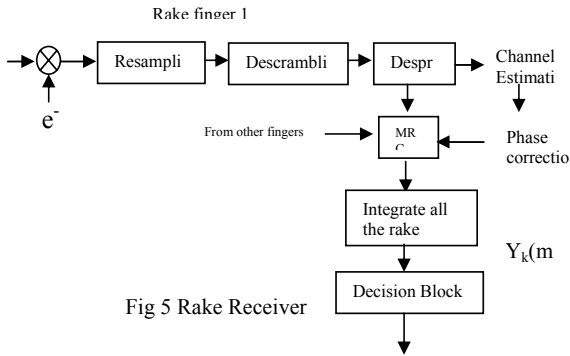 Rake finger 1
Resampli
Descrambli
Despr
Channel
Estimati
e⁻
From other fingers
MR
C
Phase
correctio
Integrate all
the rake
Yₖ(m
Decision Block
Fig 5 Rake Receiver